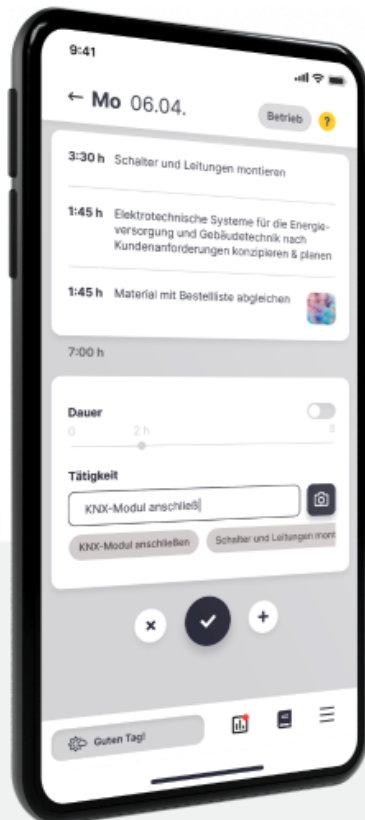 9:41
← Mo 06.04.
Betrieb ?
3:30 h Schalter und Leitungen montieren
1:45 h Elektrotechnische Systeme für die Energie-
versorgung und Gebäudetechnik nach
Kundenanforderungen konzipieren & planen
1:45 h Material mit Bestellliste abgleichen
7:00 h
Dauer
0 2 h 8
Tätigkeit
KNX-Modul anschließ
KNX-Modul anschließen Schalter und Leitungen mont
Guten Tag!